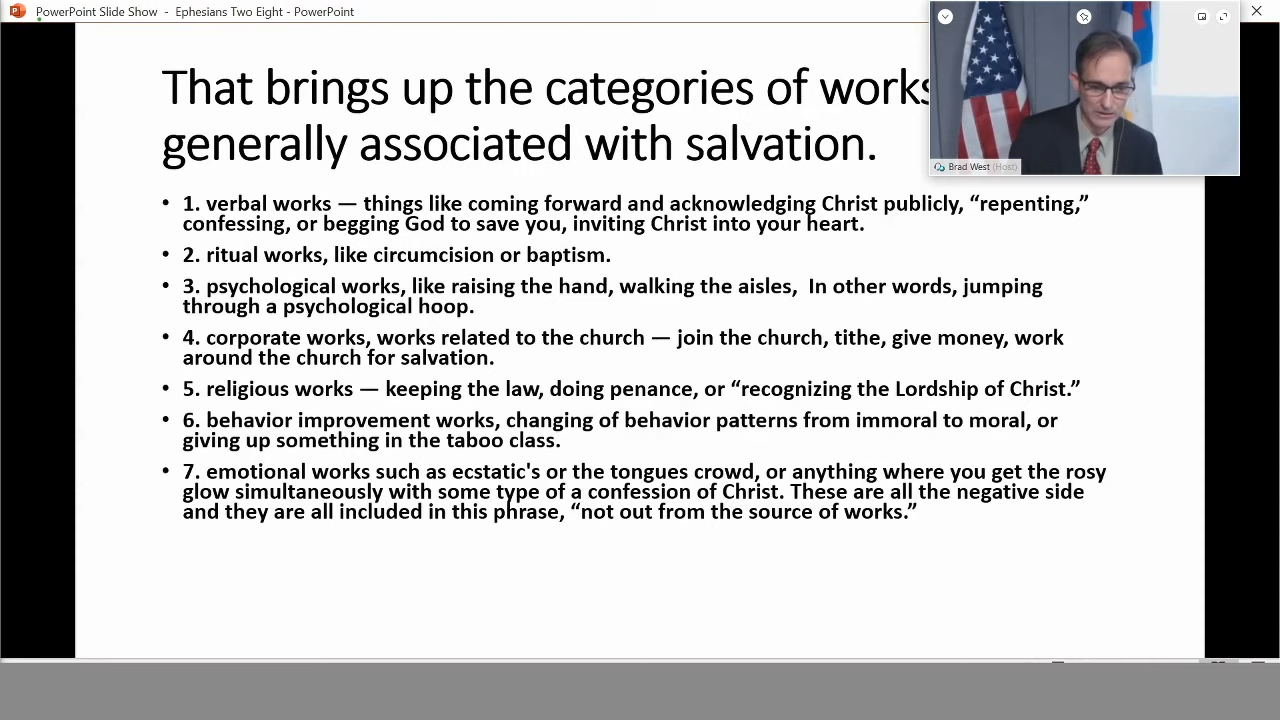 PowerPoint Slide Show - Ephesians Two Eight - PowerPoint
That brings up the categories of works
generally associated with salvation.
Brad West (Host)
• 1. verbal works — things like coming forward and acknowledging Christ publicly, “repenting,”
confessing, or begging God to save you, inviting Christ into your heart.
• 2. ritual works, like circumcision or baptism.
• 3. psychological works, like raising the hand, walking the aisles,  In other words, jumping
through a psychological hoop.
• 4. corporate works, works related to the church — join the church, tithe, give money, work
around the church for salvation.
• 5. religious works — keeping the law, doing penance, or “recognizing the Lordship of Christ.”
• 6. behavior improvement works, changing of behavior patterns from immoral to moral, or
giving up something in the taboo class.
• 7. emotional works such as ecstatic's or the tongues crowd, or anything where you get the rosy
glow simultaneously with some type of a confession of Christ. These are all the negative side
and they are all included in this phrase, “not out from the source of works.”